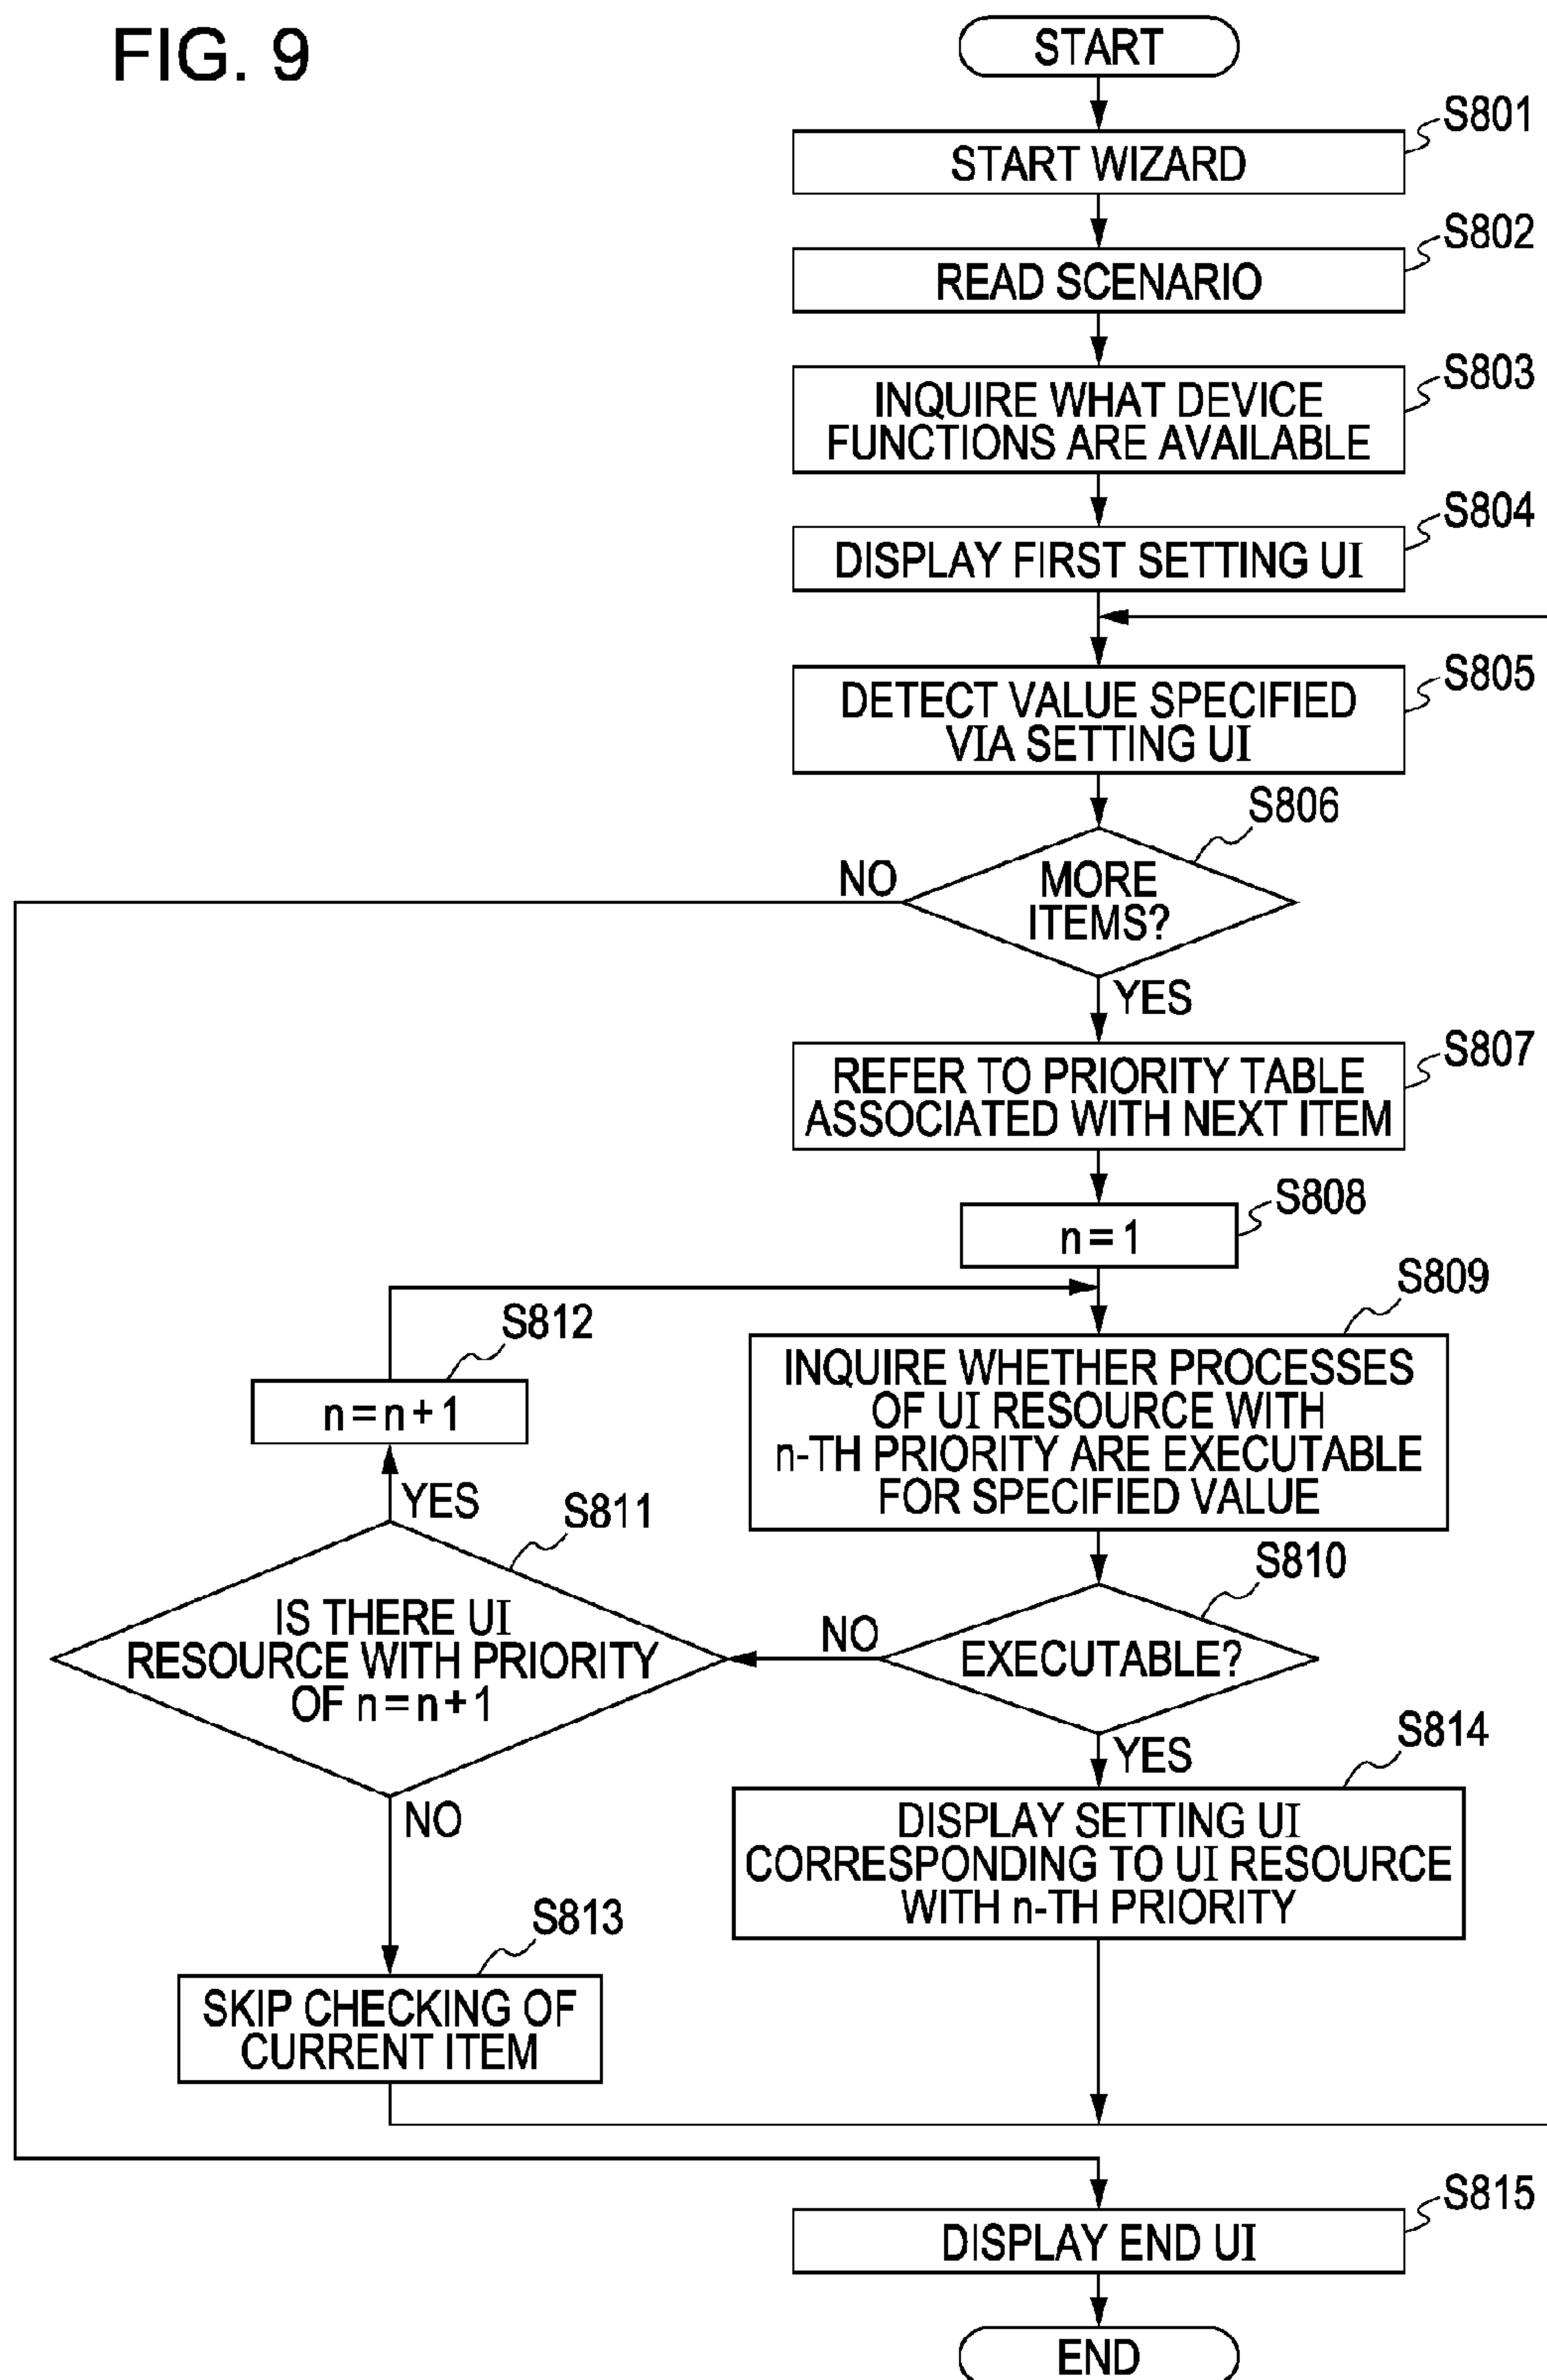 FIG. 9
START
S801
START WIZARD
S802
READ SCENARIO
S803
INQUIRE WHAT DEVICE
FUNCTIONS ARE AVAILABLE
S804
DISPLAY FIRST SETTING UI
S805
DETECT VALUE SPECIFIED
VIA SETTING UI
S806
NO
MORE
ITEMS?
YES
S807
REFER TO PRIORITY TABLE
ASSOCIATED WITH NEXT ITEM
S808
n=1
S809
INQUIRE WHETHER PROCESSES
OF UI RESOURCE WITH
n-TH PRIORITY ARE EXECUTABLE
FOR SPECIFIED VALUE
S812
n=n+1
YES
S811
IS THERE UI
RESOURCE WITH PRIORITY
OF n=n+1
NO
S810
EXECUTABLE?
NO
YES
S814
DISPLAY SETTING UI
CORRESPONDING TO UI RESOURCE
WITH n-TH PRIORITY
S813
SKIP CHECKING OF
CURRENT ITEM
S815
DISPLAY END UI
END